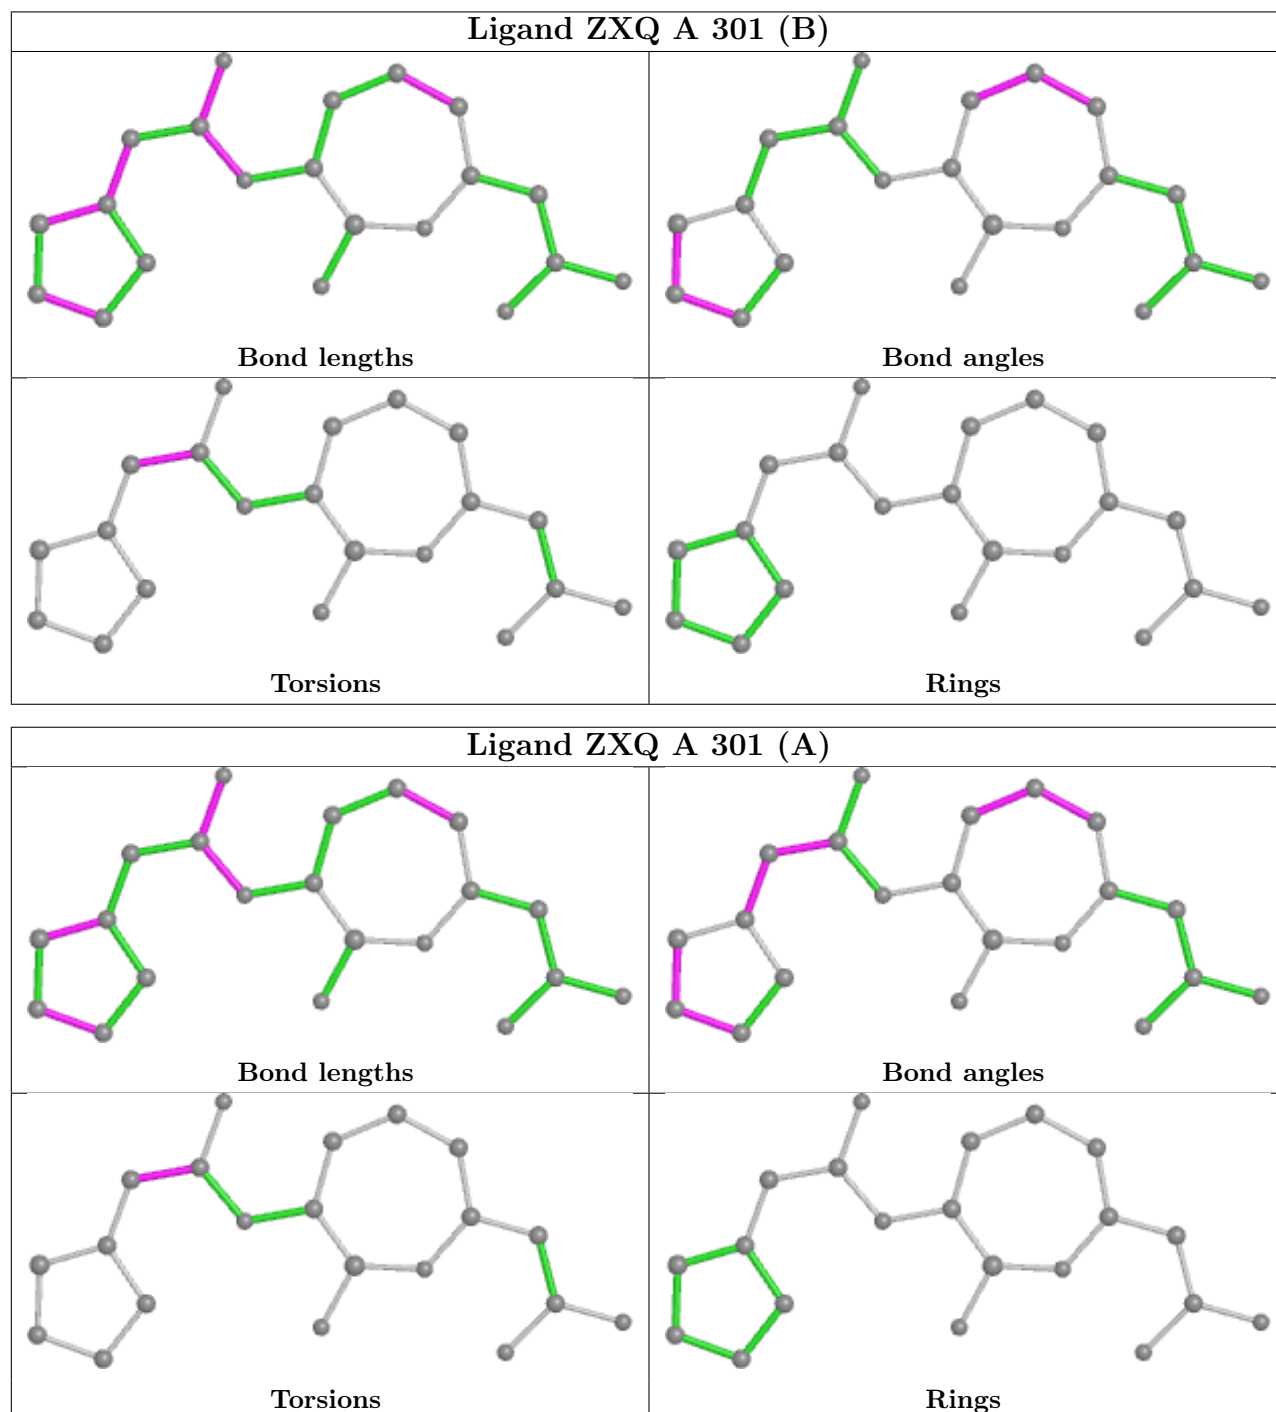 Ligand ZXQ A 301 (B)
Bond lengths
Bond angles
Torsions
Rings
Ligand ZXQ A 301 (A)
Bond lengths
Bond angles
Torsions
Rings